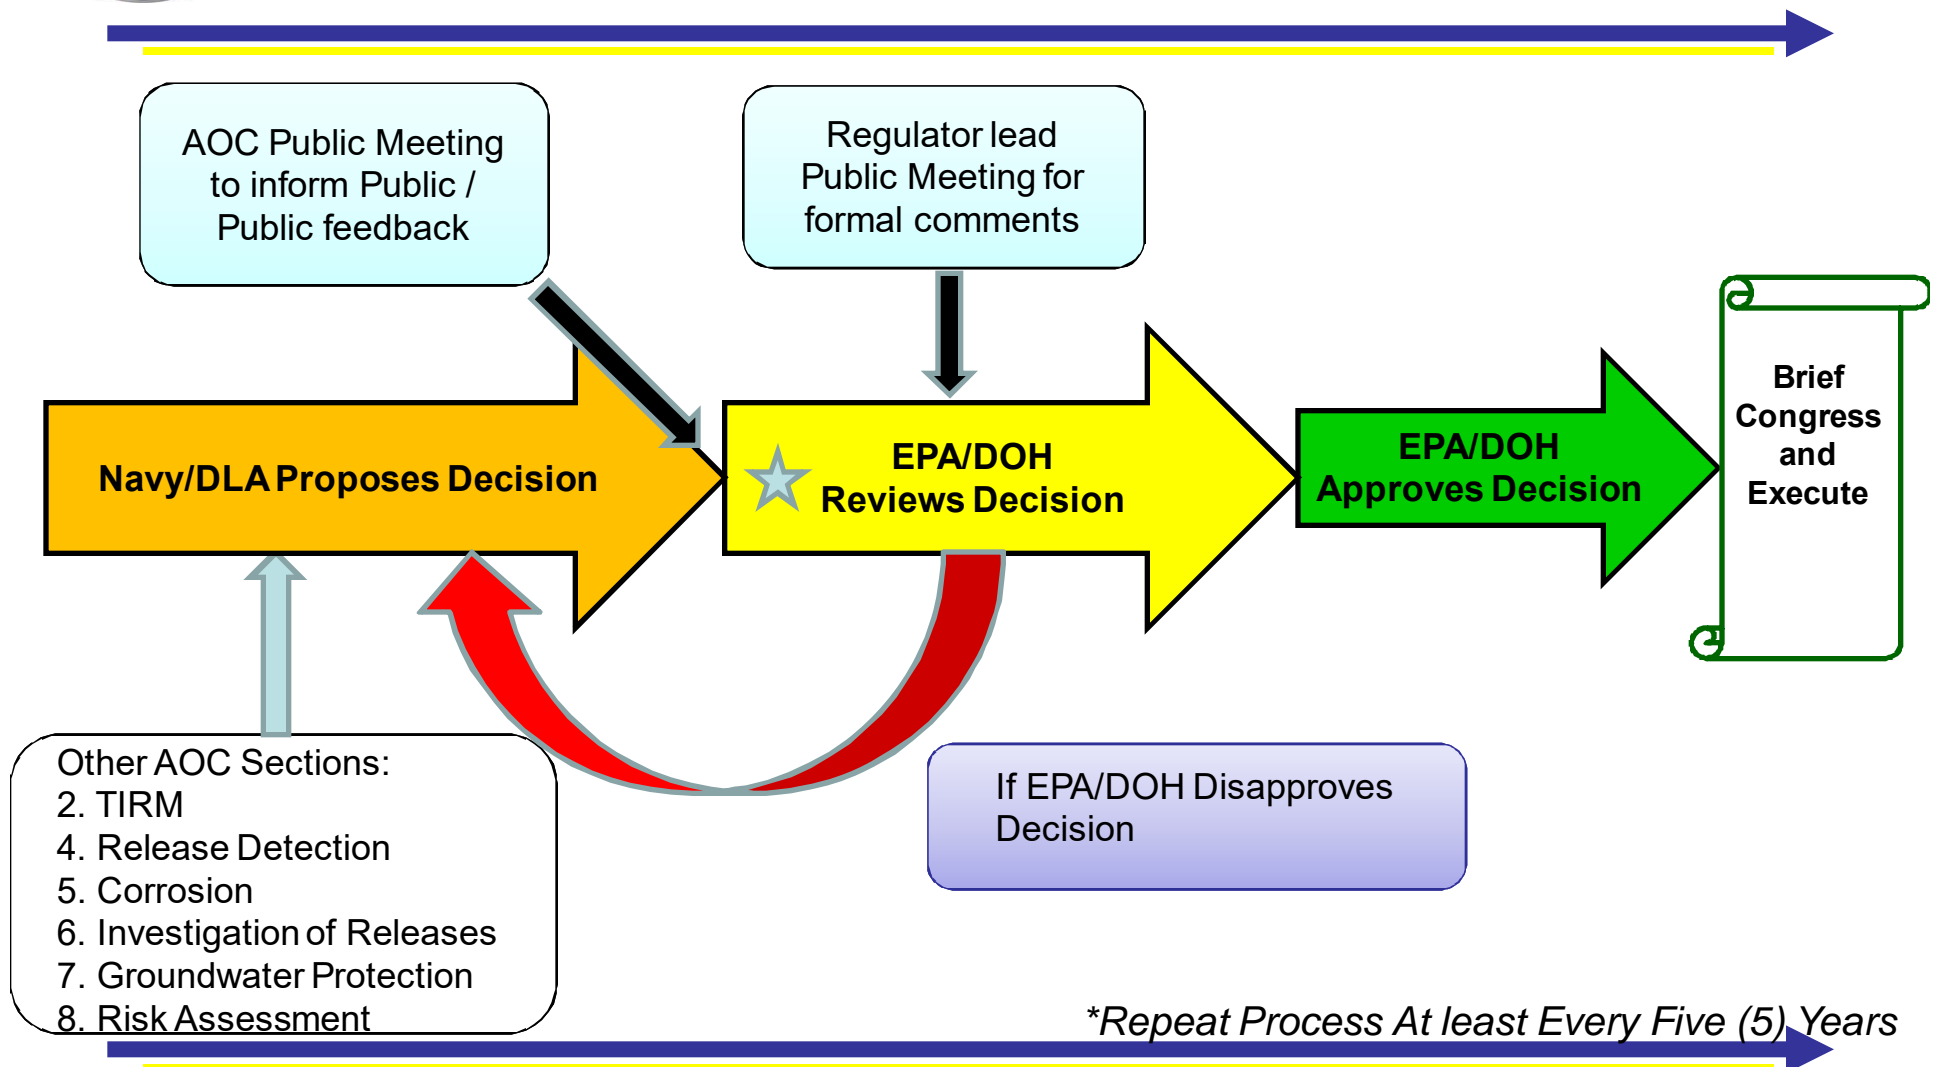 AOC Public Meeting
to inform Public /
Public feedback
Regulator lead
Public Meeting for
formal comments
Navy/DLA Proposes Decision
EPA/DOH
Reviews Decision
EPA/DOH
Approves Decision
Brief
Congress
and
Execute
Other AOC Sections:
2. TIRM
4. Release Detection
5. Corrosion
6. Investigation of Releases
7. Groundwater Protection
8. Risk Assessment
If EPA/DOH Disapproves
Decision
*Repeat Process At least Every Five (5) Years